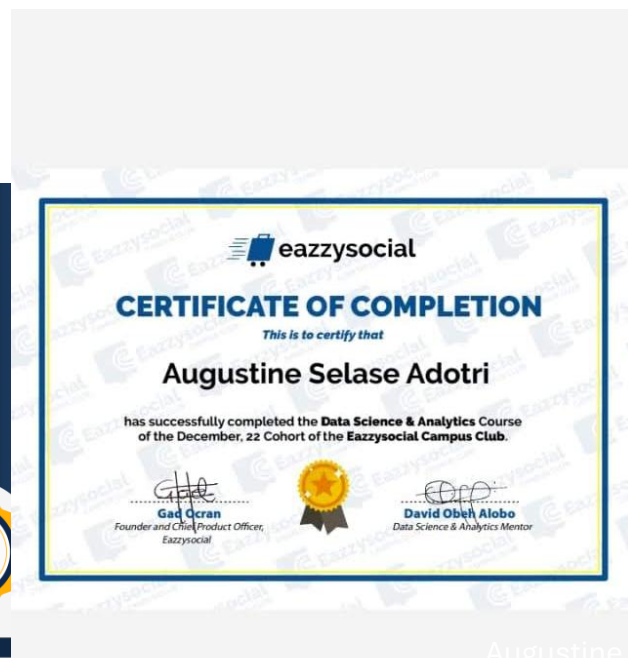 eazzysocial
CERTIFICATE OF COMPLETION
This is to certify that
Augustine Selase Adotri
has successfully completed the Data Science & Analytics Course
of the December, 22 Cohort of the Eazzysocial Campus Club.
Gad Ocran
Founder and Chief Product Officer,
Eazzysocial
David Obeh Alobo
Data Science & Analytics Mentor
Augustine